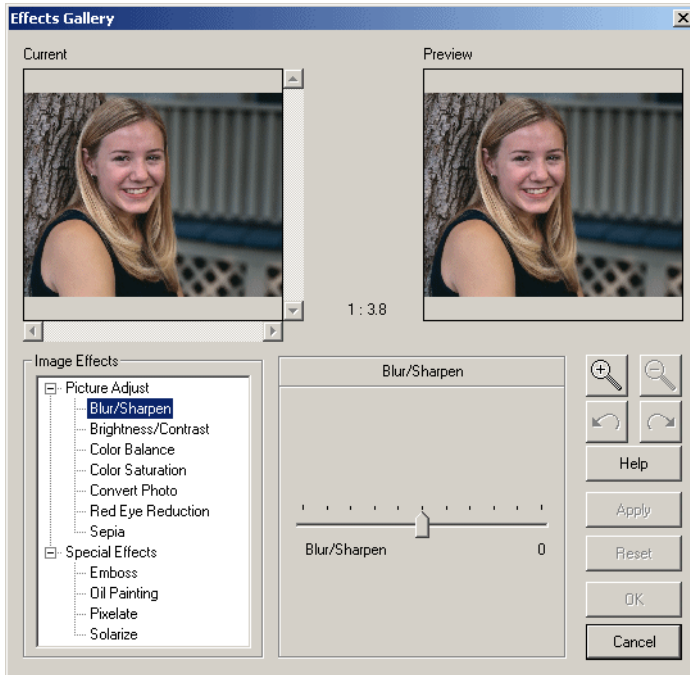 Effects Gallery
Current
Preview
1 : 3.8
Image Effects
Picture Adjust
Blur/Sharpen
Brightness/Contrast
Color Balance
Color Saturation
Convert Photo
Red Eye Reduction
Sepia
Special Effects
Emboss
Oil Painting
Pixelate
Solarize
Blur/Sharpen
Blur/Sharpen 0
Help
Apply
Reset
OK
Cancel